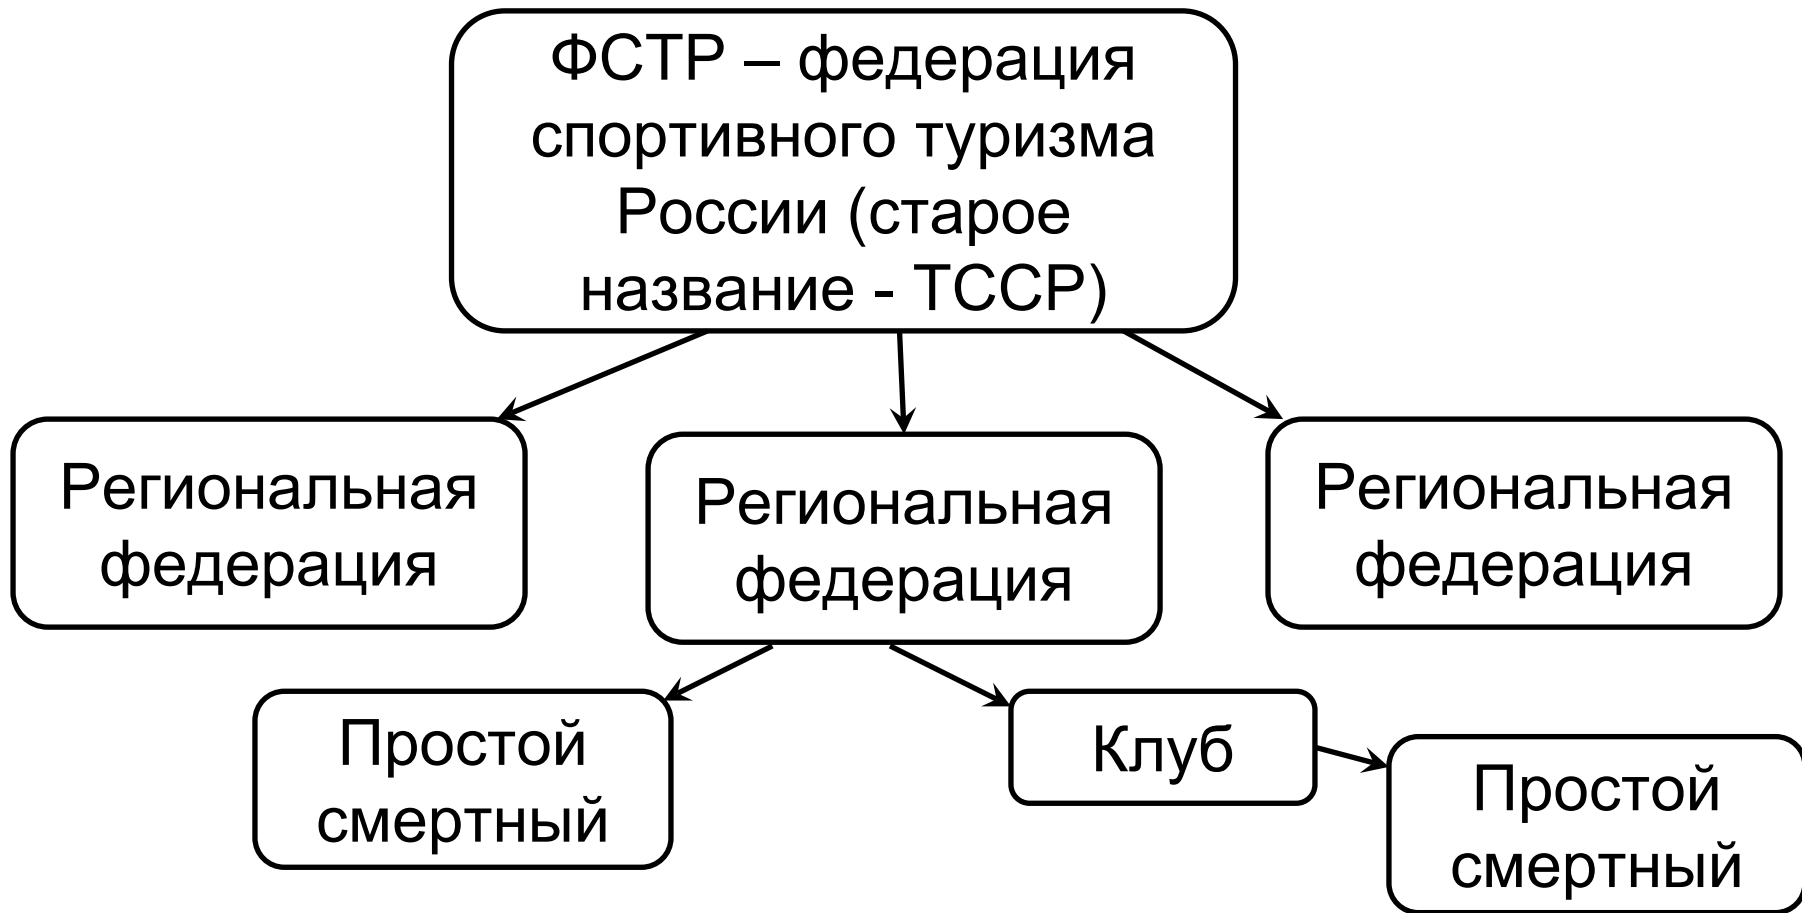 ФСТР – федерация
спортивного туризма
России (старое
название - ТССР)
Региональная
федерация
Региональная
федерация
Региональная
федерация
Простой
смертный
Клуб
Простой
смертный